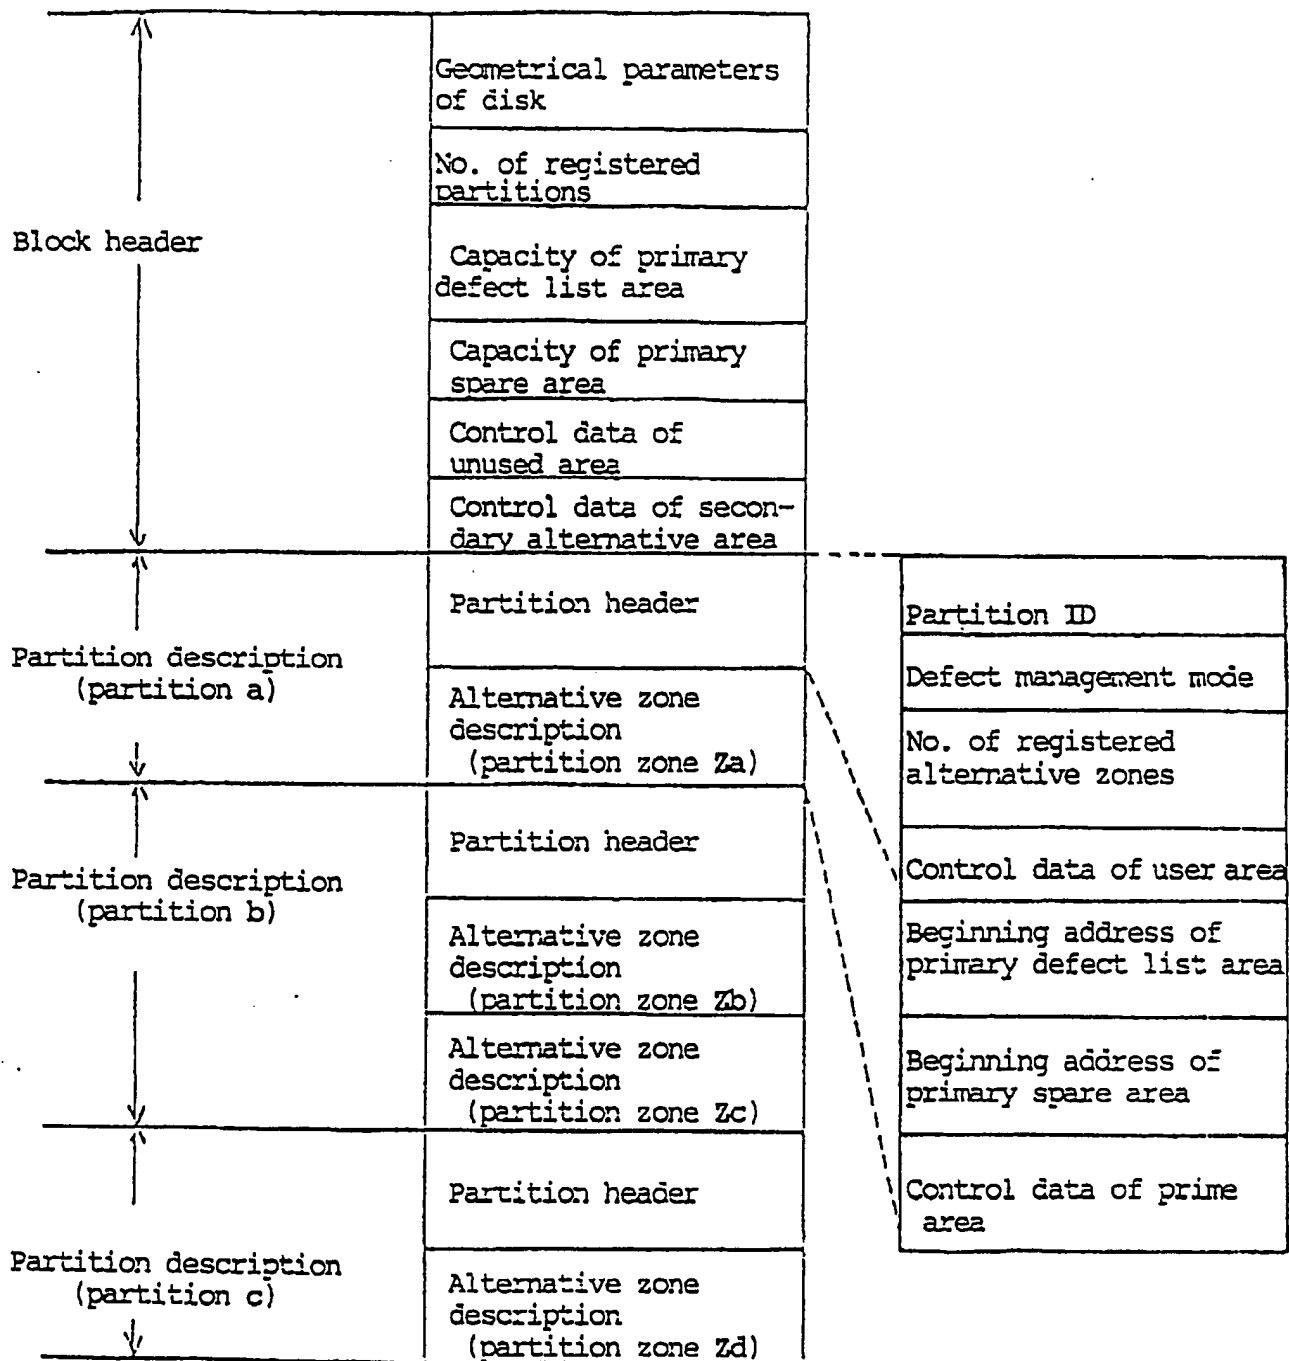 Geometrical parameters
of disk
No. of registered
partitions
Block header
Capacity of primary
defect list area
Capacity of primary
spare area
Control data of
unused area
Control data of secon-
dary alternative area
Partition header
Partition description
(partition a)
Alternative zone
description
(partition zone Za)
Partition header
Partition description
(partition b)
Alternative zone
description
(partition zone Zb)
Alternative zone
description
(partition zone Zc)
Partition header
Partition description
(partition c)
Alternative zone
description
(partition zone Zd)
Partition ID
Defect management mode
No. of registered
alternative zones
Control data of user area
Beginning address of
primary defect list area
Beginning address of
primary spare area
Control data of prime
area